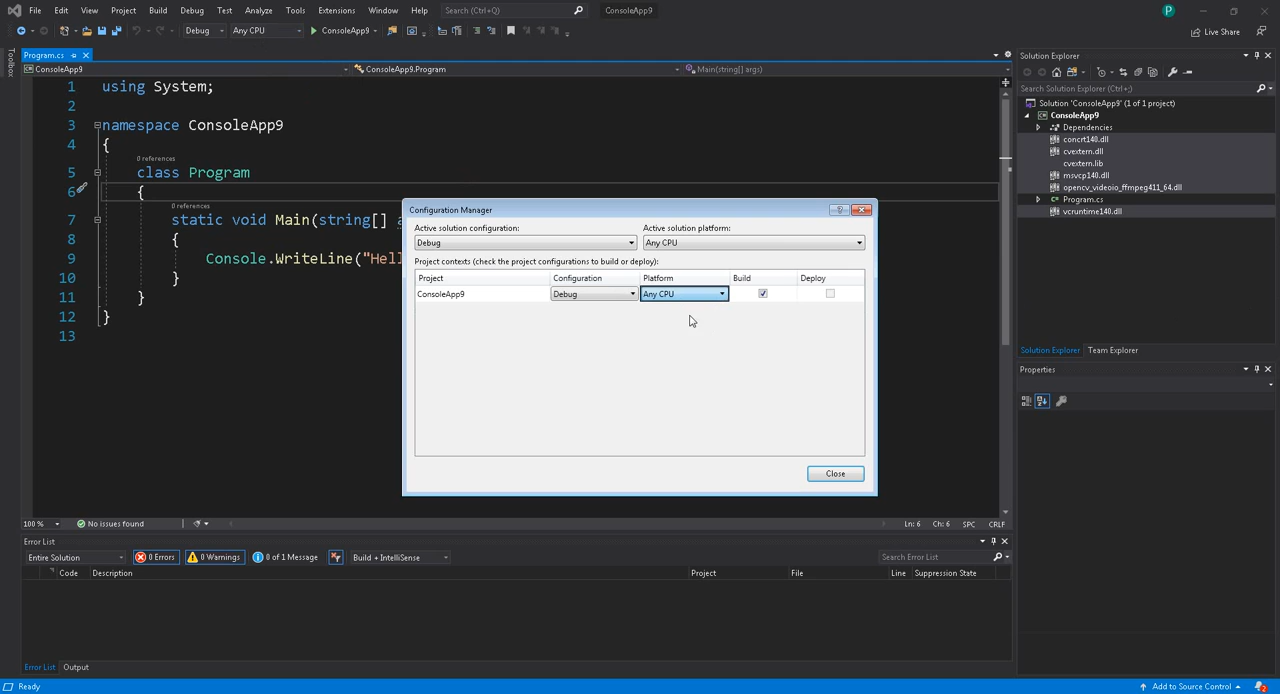 File Edit View Project Build Debug Test Analyze Tools Extensions Window Help Search (Ctrl+Q) ConsoleApp9 P
Debug Any CPU ConsoleApp9 Live Share
Toolbox
Program.cs
ConsoleApp9 ConsoleApp9.Program Main(string[] args)
1 using System;
2
3 namespace ConsoleApp9
4 {
0 references
5 class Program
6 {
0 references
7 static void Main(string[] a
8 {
9 Console.WriteLine("Hell
10 }
11 }
12 }
13
Configuration Manager
Active solution configuration: Active solution platform:
Debug Any CPU
Project contexts (check the project configurations to build or deploy):
Project Configuration Platform Build Deploy
ConsoleApp9 Debug Any CPU
Close
Solution Explorer
Search Solution Explorer (Ctrl+;)
Solution 'ConsoleApp9' (1 of 1 project)
ConsoleApp9
Dependencies
concrt140.dll
cvextern.dll
cvextern.lib
msvcp140.dll
opencv_videoio_ffmpeg411_64.dll
Program.cs
vcruntime140.dll
Solution Explorer Team Explorer
Properties
100 % No issues found Ln: 6 Ch: 6 SPC CRLF
Error List
Entire Solution 0 Errors 0 Warnings 0 of 1 Message Build + IntelliSense Search Error List
Code Description Project File Line Suppression State
Error List Output
Ready Add to Source Control 2